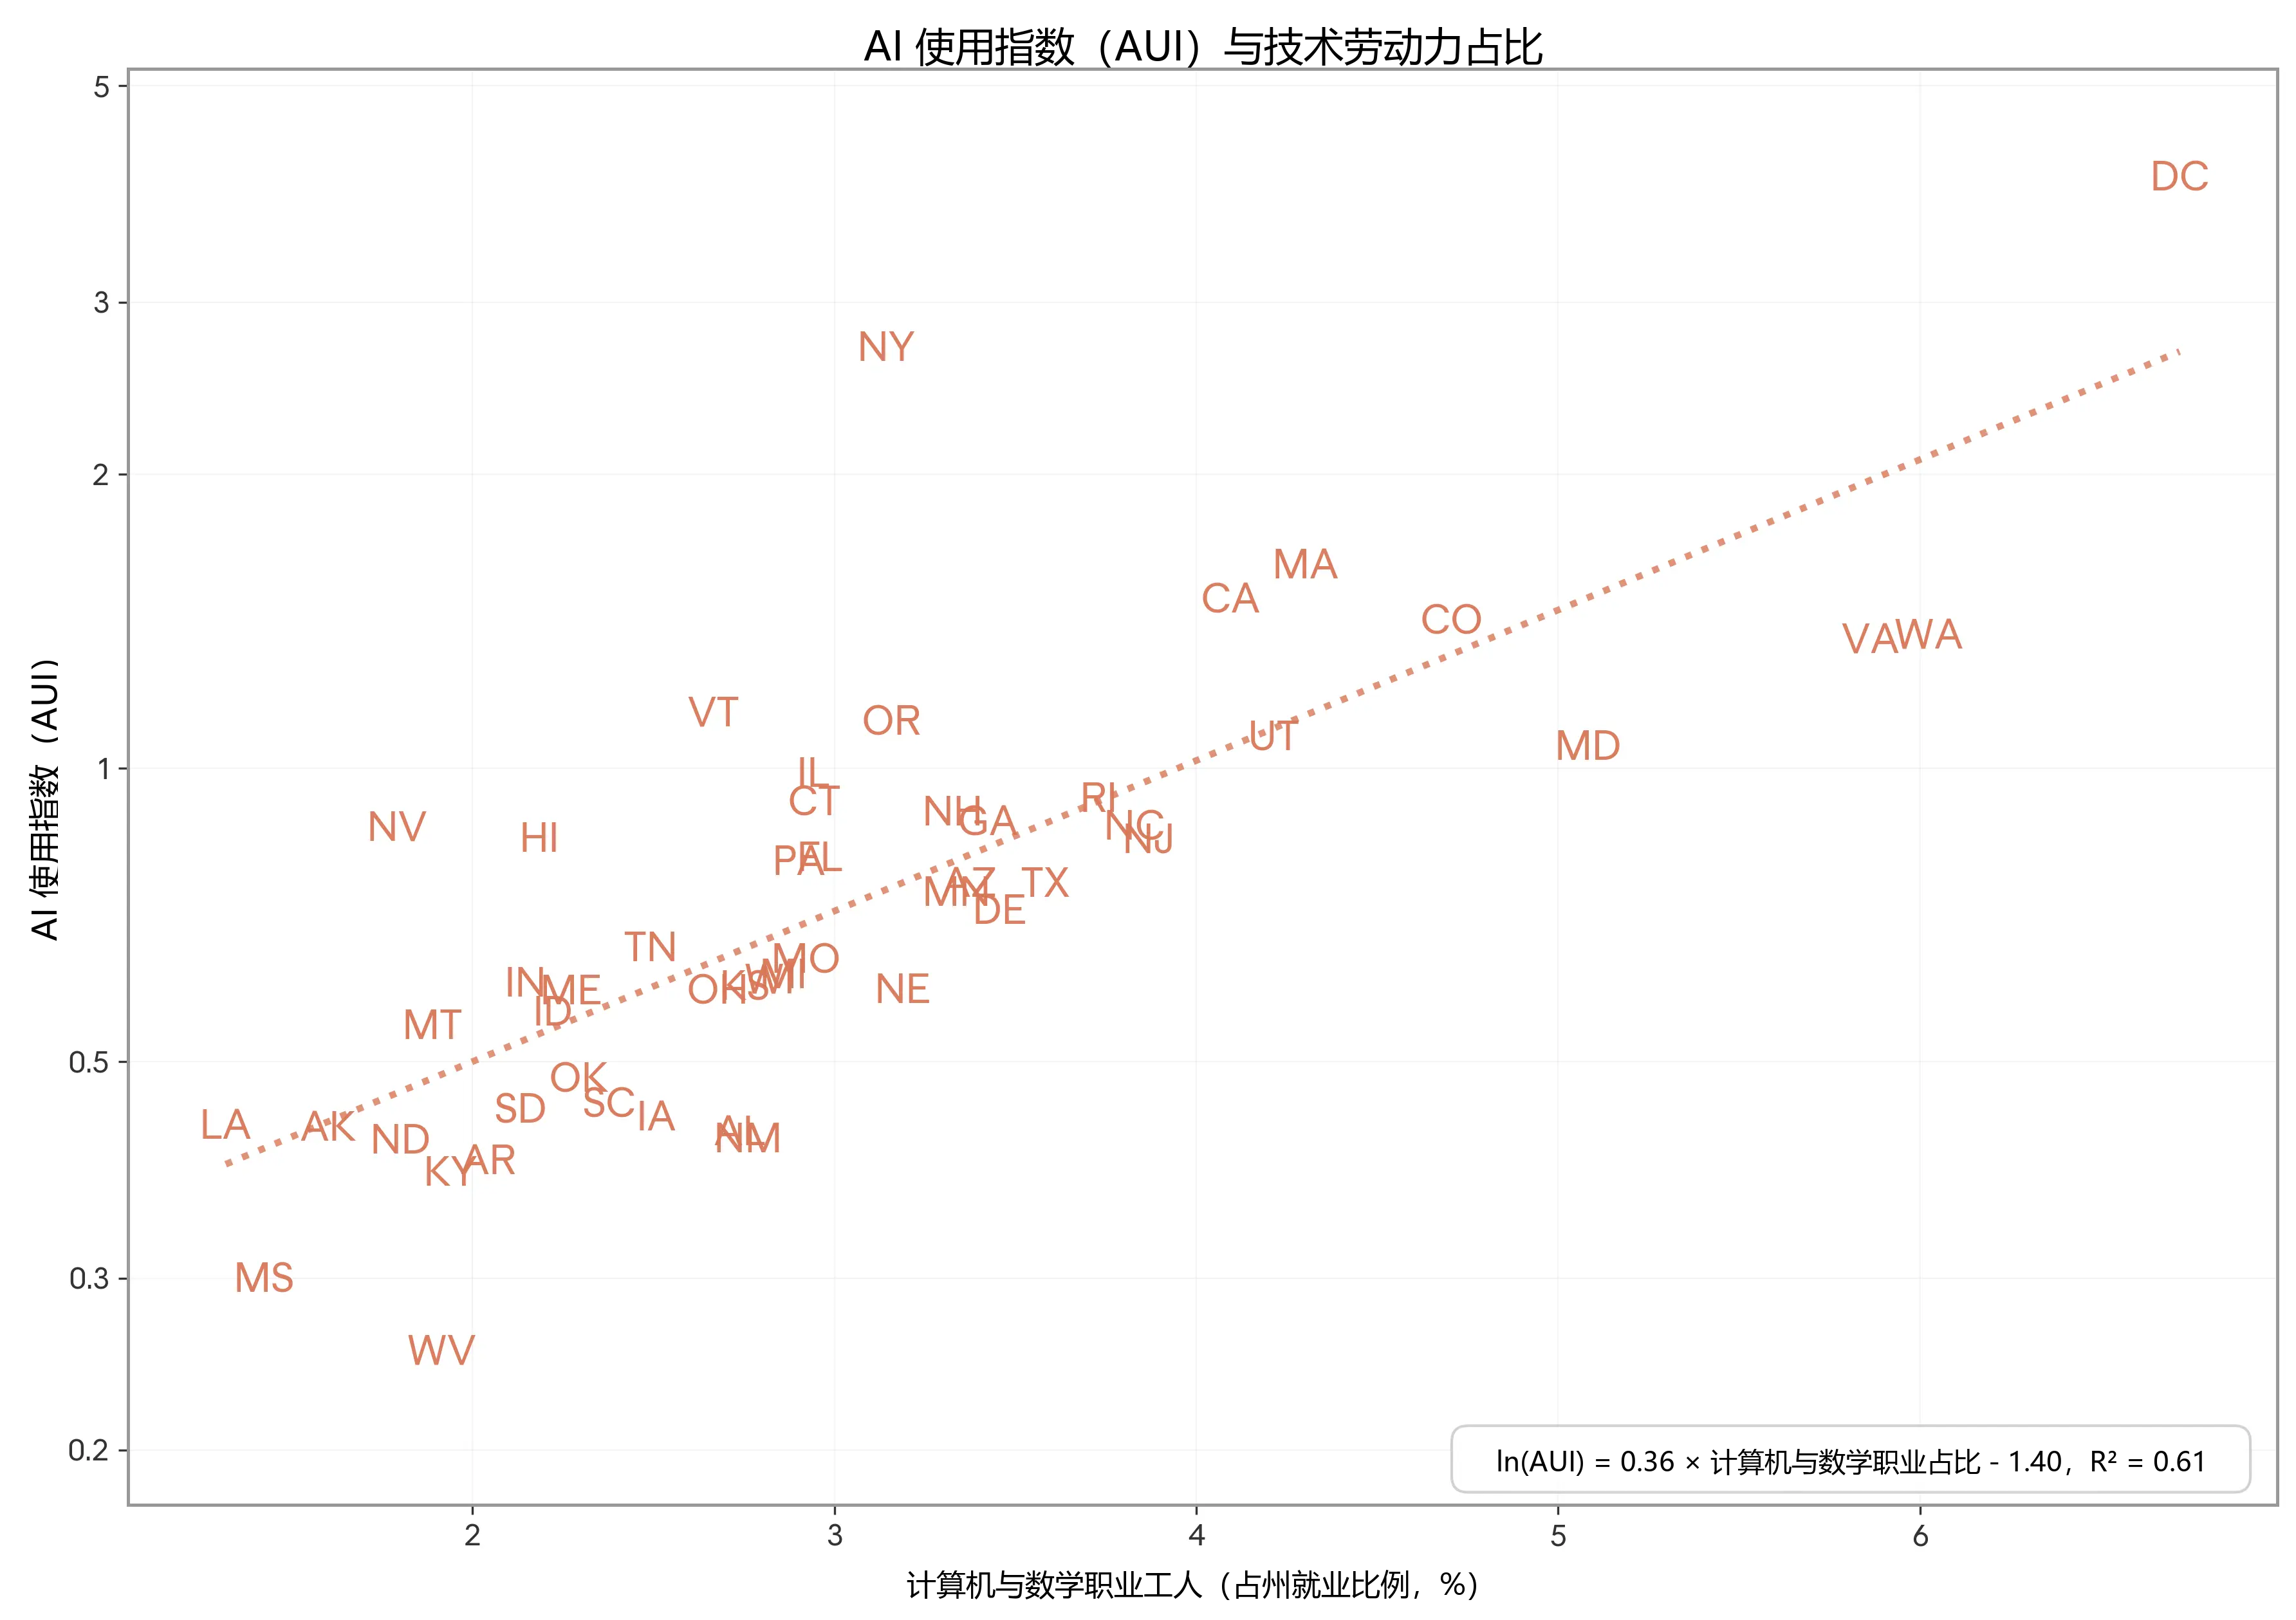 AI 使用指数（AUI）与技术劳动力占比
5
3
2
1
0.5
0.3
0.2
AI 使用指数（AUI）
DC
NY
MA
CA
CO
VA
WA
VT
OR
UT
MD
IL
CT
NV
HI
NH
GA
RI
NC
NJ
PA
FL
AZ
TX
MN
DE
TN
MO
IN
ME
OH
KS
WI
MI
NE
ID
MT
OK
SD
SC
IA
LA
AK
ND
AL
NM
KY
AR
MS
WV
ln(AUI) = 0.36 × 计算机与数学职业占比 - 1.40，R² = 0.61
2
3
4
5
6
计算机与数学职业工人（占州就业比例，%）